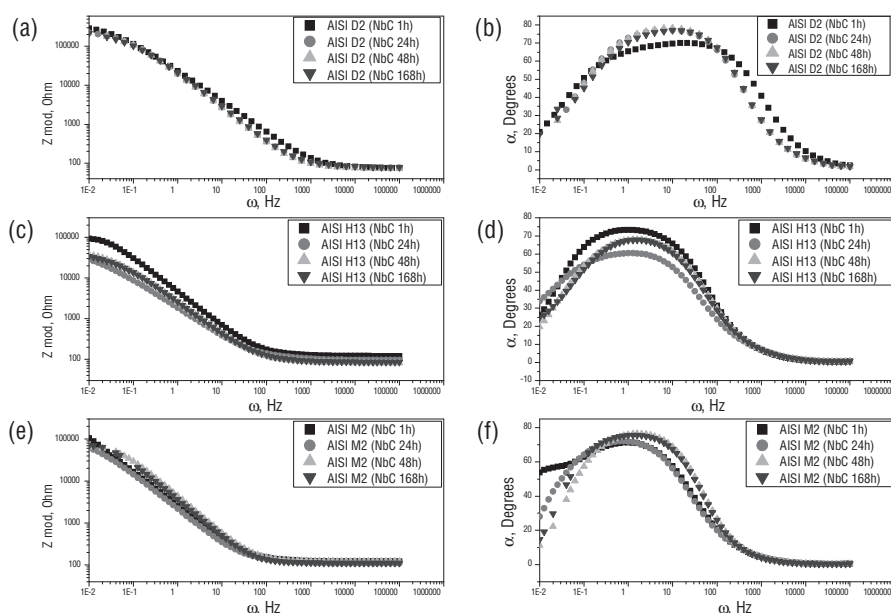 (a)
Z mod, Ohm
100000
10000
1000
100
AISI D2 (NbC 1h)
AISI D2 (NbC 24h)
AISI D2 (NbC 48h)
AISI D2 (NbC 168h)
1E-2 1E-1 1 10 100 1000 10000 100000 1000000
ω, Hz
(b)
α, Degrees
80
70
60
50
40
30
20
10
0
AISI D2 (NbC 1h)
AISI D2 (NbC 24h)
AISI D2 (NbC 48h)
AISI D2 (NbC 168h)
1E-2 1E-1 1 10 100 1000 10000 100000 1000000
ω, Hz
(c)
Z mod, Ohm
100000
10000
1000
100
AISI H13 (NbC 1h)
AISI H13 (NbC 24h)
AISI H13 (NbC 48h)
AISI H13 (NbC 168h)
1E-2 1E-1 1 10 100 1000 10000 100000 1000000
ω, Hz
(d)
α, Degrees
80
70
60
50
40
30
20
10
0
-10
AISI H13 (NbC 1h)
AISI H13 (NbC 24h)
AISI H13 (NbC 48h)
AISI H13 (NbC 168h)
1E-2 1E-1 1 10 100 1000 10000 100000 1000000
ω, Hz
(e)
Z mod, Ohm
100000
10000
1000
100
AISI M2 (NbC 1h)
AISI M2 (NbC 24h)
AISI M2 (NbC 48h)
AISI M2 (NbC 168h)
1E-2 1E-1 1 10 100 1000 10000 100000 1000000
ω, Hz
(f)
α, Degrees
80
60
40
20
0
AISI M2 (NbC 1h)
AISI M2 (NbC 24h)
AISI M2 (NbC 48h)
AISI M2 (NbC 168h)
1E-2 1E-1 1 10 100 1000 10000 100000 1000000
ω, Hz